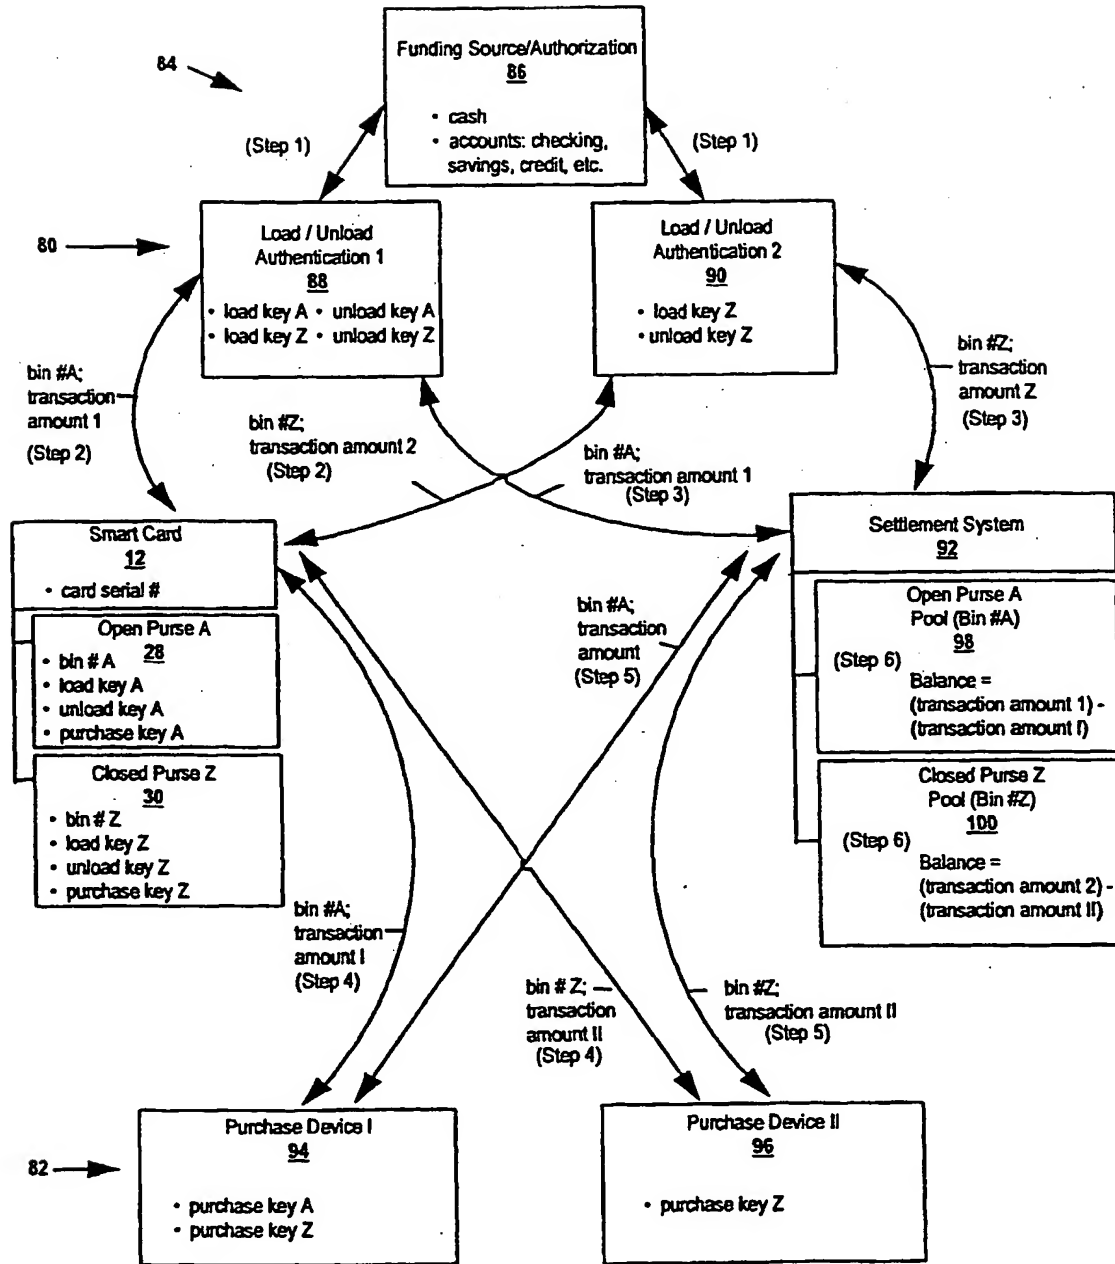 84
Funding Source/Authorization
86
• cash
• accounts: checking,
savings, credit, etc.
(Step 1)
(Step 1)
80
Load / Unload
Authentication 1
88
• load key A • unload key A
• load key Z • unload key Z
Load / Unload
Authentication 2
90
• load key Z
• unload key Z
bin #A;
transaction
amount 1
(Step 2)
bin #Z;
transaction amount 2
(Step 2)
bin #A;
transaction amount 1
(Step 3)
bin #Z;
transaction
amount Z
(Step 3)
Smart Card
12
• card serial #
Open Purse A
28
• bin # A
• load key A
• unload key A
• purchase key A
Closed Purse Z
30
• bin # Z
• load key Z
• unload key Z
• purchase key Z
bin #A;
transaction
amount
(Step 5)
Settlement System
92
Open Purse A
Pool (Bin #A)
98
(Step 6)
Balance =
(transaction amount 1) -
(transaction amount I)
Closed Purse Z
Pool (Bin #Z)
100
(Step 6)
Balance =
(transaction amount 2) -
(transaction amount II)
bin #A;
transaction
amount I
(Step 4)
bin # Z;
transaction
amount II
(Step 4)
bin #Z;
transaction amount II
(Step 5)
82
Purchase Device I
94
• purchase key A
• purchase key Z
Purchase Device II
96
• purchase key Z